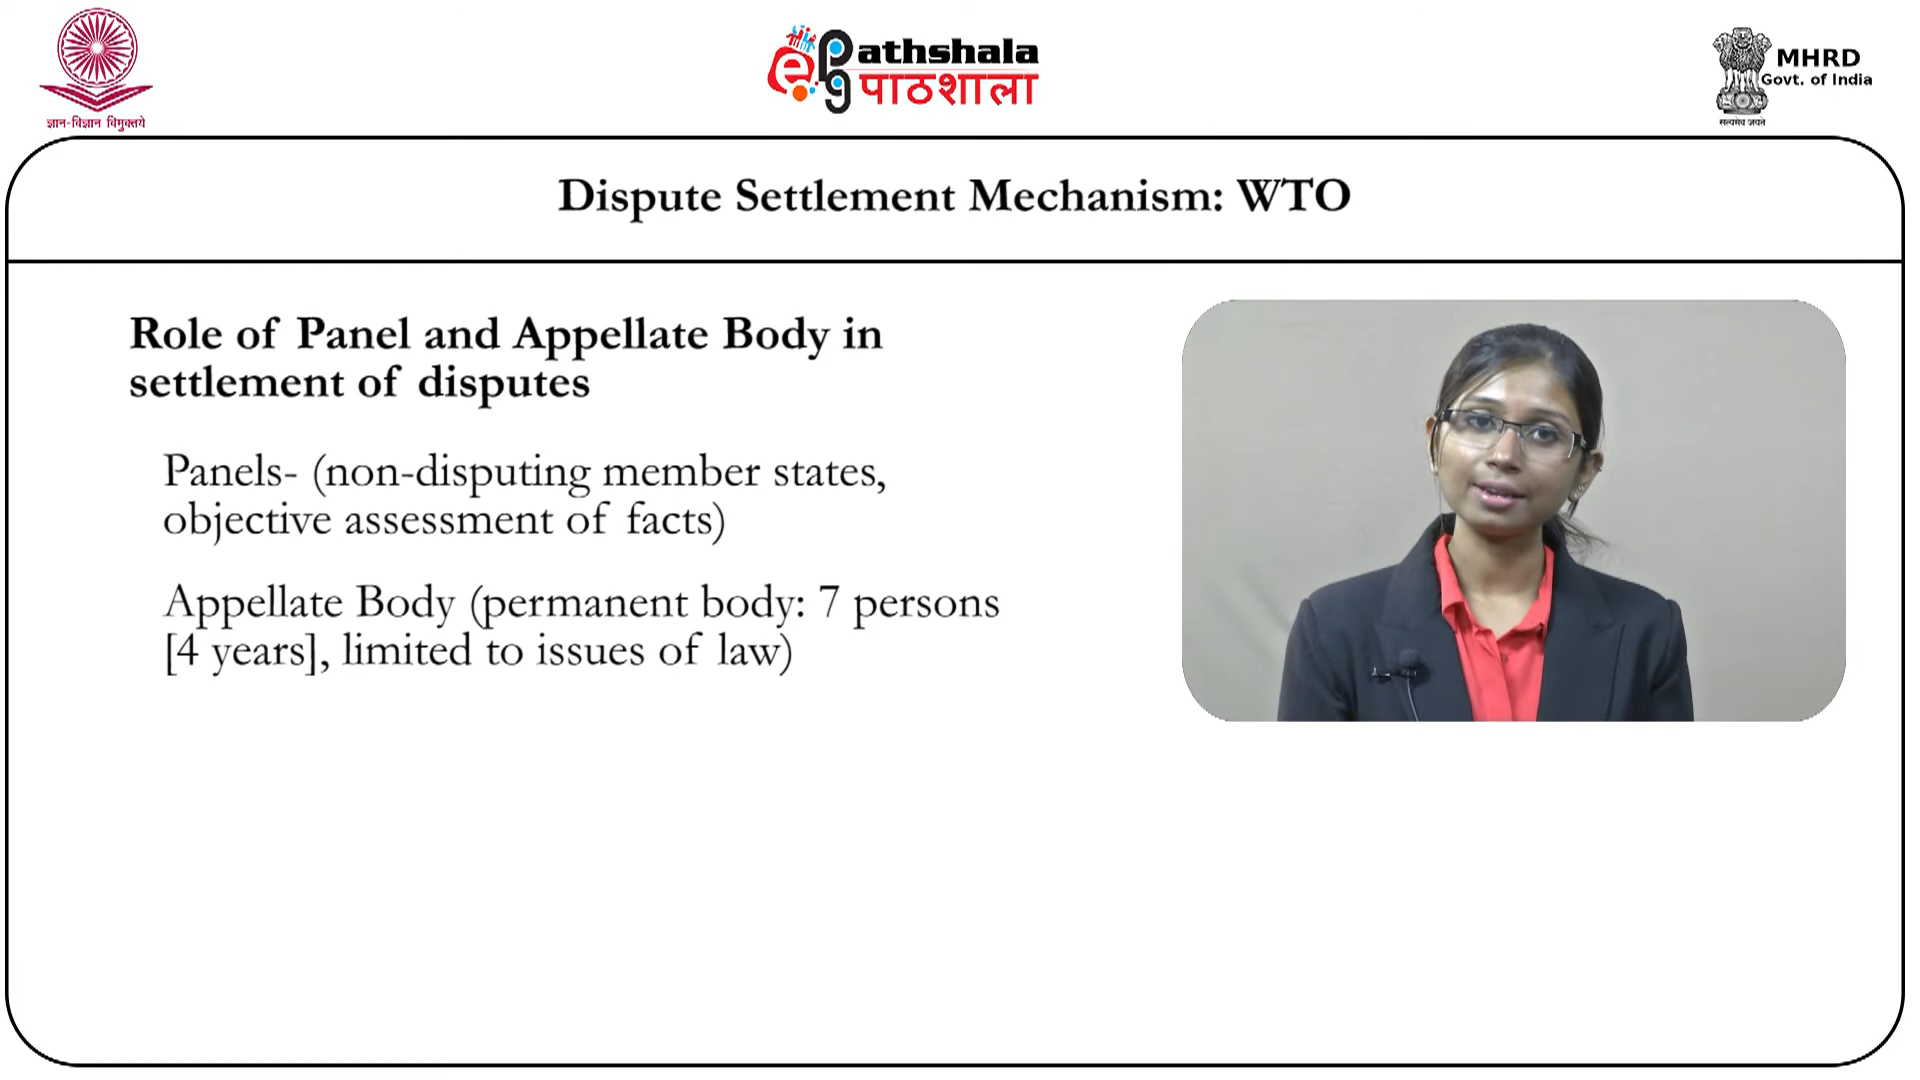 ज्ञान-विज्ञान विमुक्तये
e pg athshala
पाठशाला
MHRD
Govt. of India
सत्यमेव जयते
Dispute Settlement Mechanism: WTO
Role of Panel and Appellate Body in
settlement of disputes
Panels- (non-disputing member states,
objective assessment of facts)
Appellate Body (permanent body: 7 persons
[4 years], limited to issues of law)